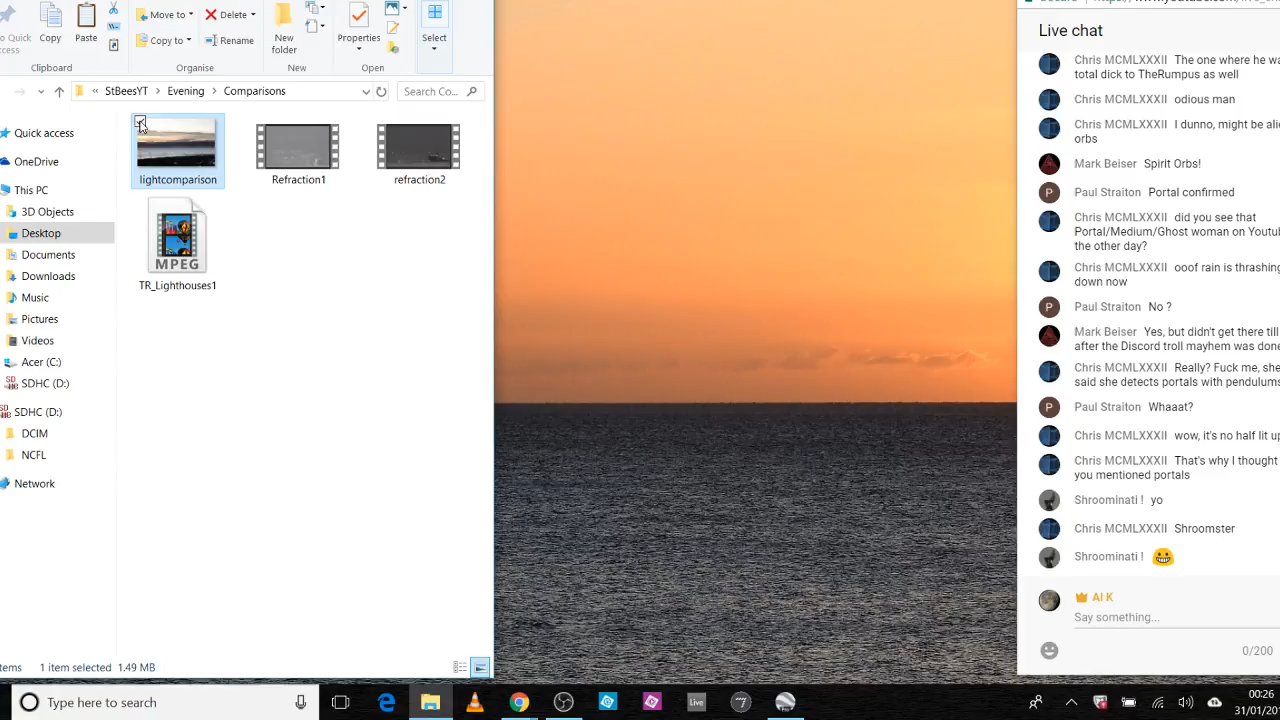 Move to
Delete
to Quick
access
Copy
Paste
Copy to
Rename
New
folder
Properties
Select
Clipboard
Organise
New
Open
« StBeesYT > Evening > Comparisons
Search Co...
Quick access
OneDrive
This PC
3D Objects
Desktop
Documents
Downloads
Music
Pictures
Videos
Acer (C:)
SDHC (D:)
SDHC (D:)
DCIM
NCFL
Network
lightcomparison
Refraction1
refraction2
MPEG
TR_Lighthouses1
1 item selected 1.49 MB
Live chat
Chris MCMLXXXII The one where he wa
total dick to TheRumpus as well
Chris MCMLXXXII odious man
Chris MCMLXXXII I dunno, might be alie
orbs
Mark Beiser Spirit Orbs!
P
Paul Straiton Portal confirmed
Chris MCMLXXXII did you see that
Portal/Medium/Ghost woman on Youtu
the other day?
Chris MCMLXXXII ooof rain is thrashing
down now
P
Paul Straiton No ?
Mark Beiser Yes, but didn't get there till
after the Discord troll mayhem was done
Chris MCMLXXXII Really? Fuck me, she
said she detects portals with pendulums
P
Paul Straiton Whaaat?
Chris MCMLXXXII wow, it's no half lit up
Chris MCMLXXXII That's why I thought
you mentioned portals
Shroominati ! yo
Chris MCMLXXXII Shroomster
Shroominati ! 😀
Al K
Say something...
0/200
Type here to search
Live
00:26
31/01/201